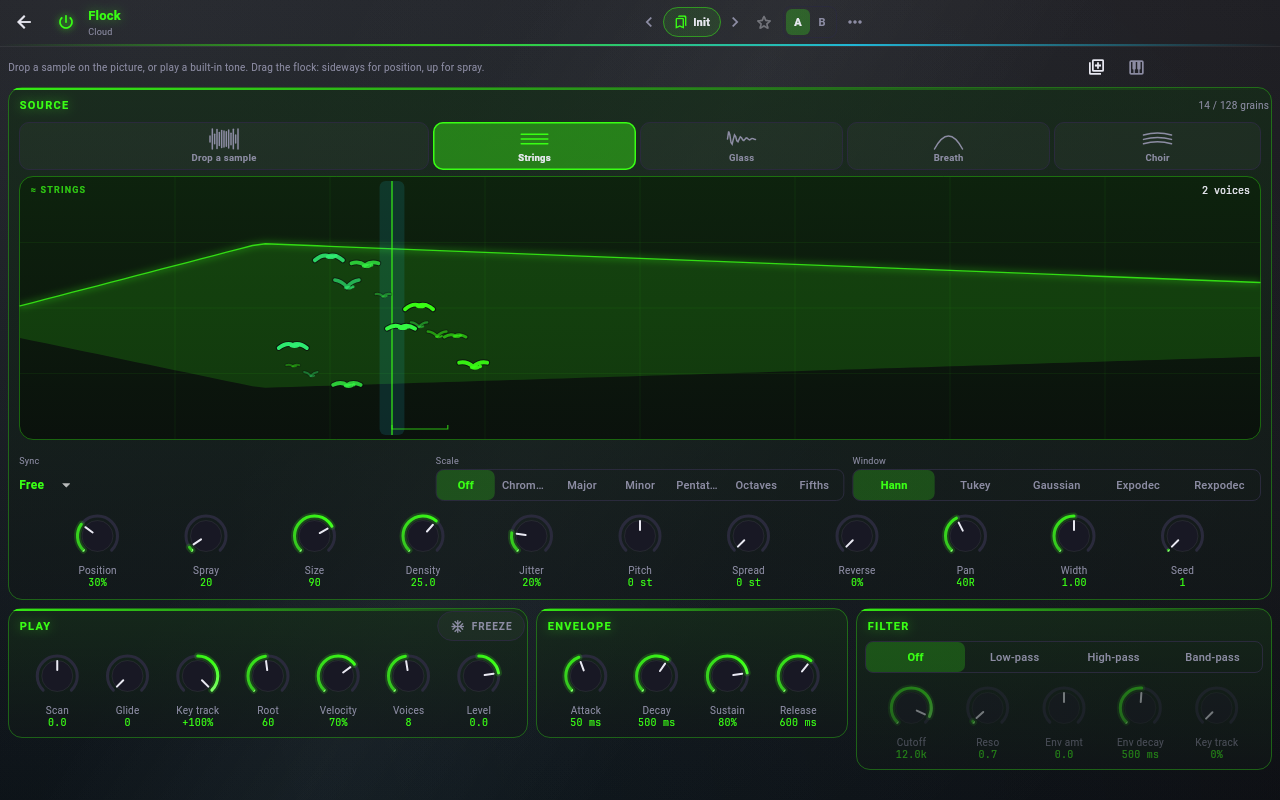 Flock
Cloud
Init
A
B
Drop a sample on the picture, or play a built-in tone. Drag the flock: sideways for position, up for spray.
SOURCE
14 / 128 grains
Drop a sample
Strings
Glass
Breath
Choir
≈ STRINGS
2 voices
Sync
Scale
Window
Free
Off
Chrom...
Major
Minor
Pentat...
Octaves
Fifths
Hann
Tukey
Gaussian
Expodec
Rexpodec
Position
Spray
Size
Density
Jitter
Pitch
Spread
Reverse
Pan
Width
Seed
30%
20
90
25.0
20%
0 st
0 st
0%
40R
1.00
1
PLAY
FREEZE
Scan
Glide
Key track
Root
Velocity
Voices
Level
0.0
0
+100%
60
70%
8
0.0
ENVELOPE
Attack
Decay
Sustain
Release
50 ms
500 ms
80%
600 ms
FILTER
Off
Low-pass
High-pass
Band-pass
Cutoff
Reso
Env amt
Env decay
Key track
12.0k
0.7
0.0
500 ms
0%